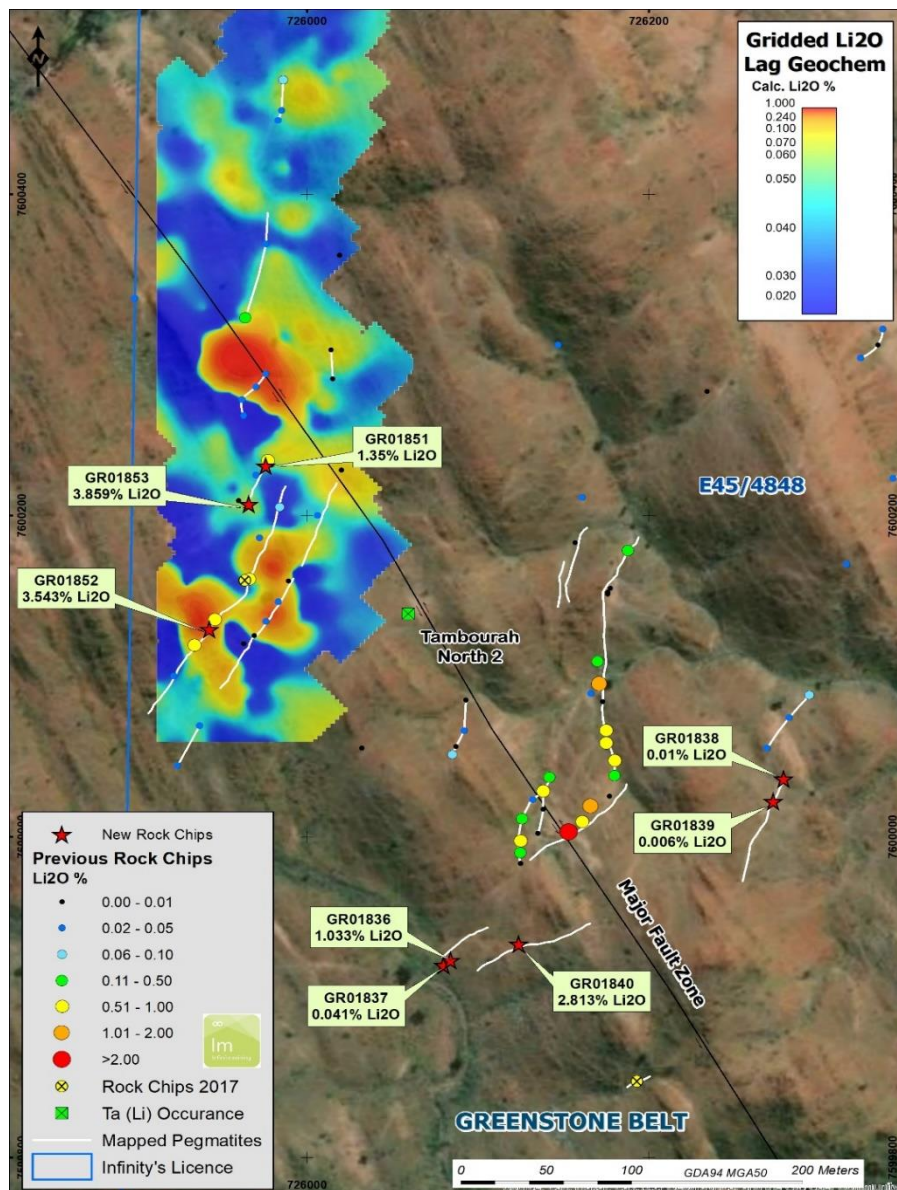 726000
726200
Gridded Li2O
Lag Geochem
Calc. Li2O %
1.000
0.240
0.100
0.070
0.060
0.050
0.040
0.030
0.020
N
7600400
GR01851
1.35% Li2O
GR01853
3.859% Li2O
E45/4848
7600200
7600200
GR01852
3.543% Li2O
Tambourah
North 2
GR01838
0.01% Li2O
GR01839
0.006% Li2O
7600000
Major Fault Zone
GR01836
1.033% Li2O
GR01837
0.041% Li2O
GR01840
2.813% Li2O
New Rock Chips
Previous Rock Chips
Li2O %
0.00 - 0.01
0.02 - 0.05
0.06 - 0.10
0.11 - 0.50
0.51 - 1.00
1.01 - 2.00
>2.00
Im
Rock Chips 2017
Ta (Li) Occurance
Mapped Pegmatites
Infinity's Licence
GREENSTONE BELT
7599800
0 50 100 200 Meters
GDA94 MGA50
726000